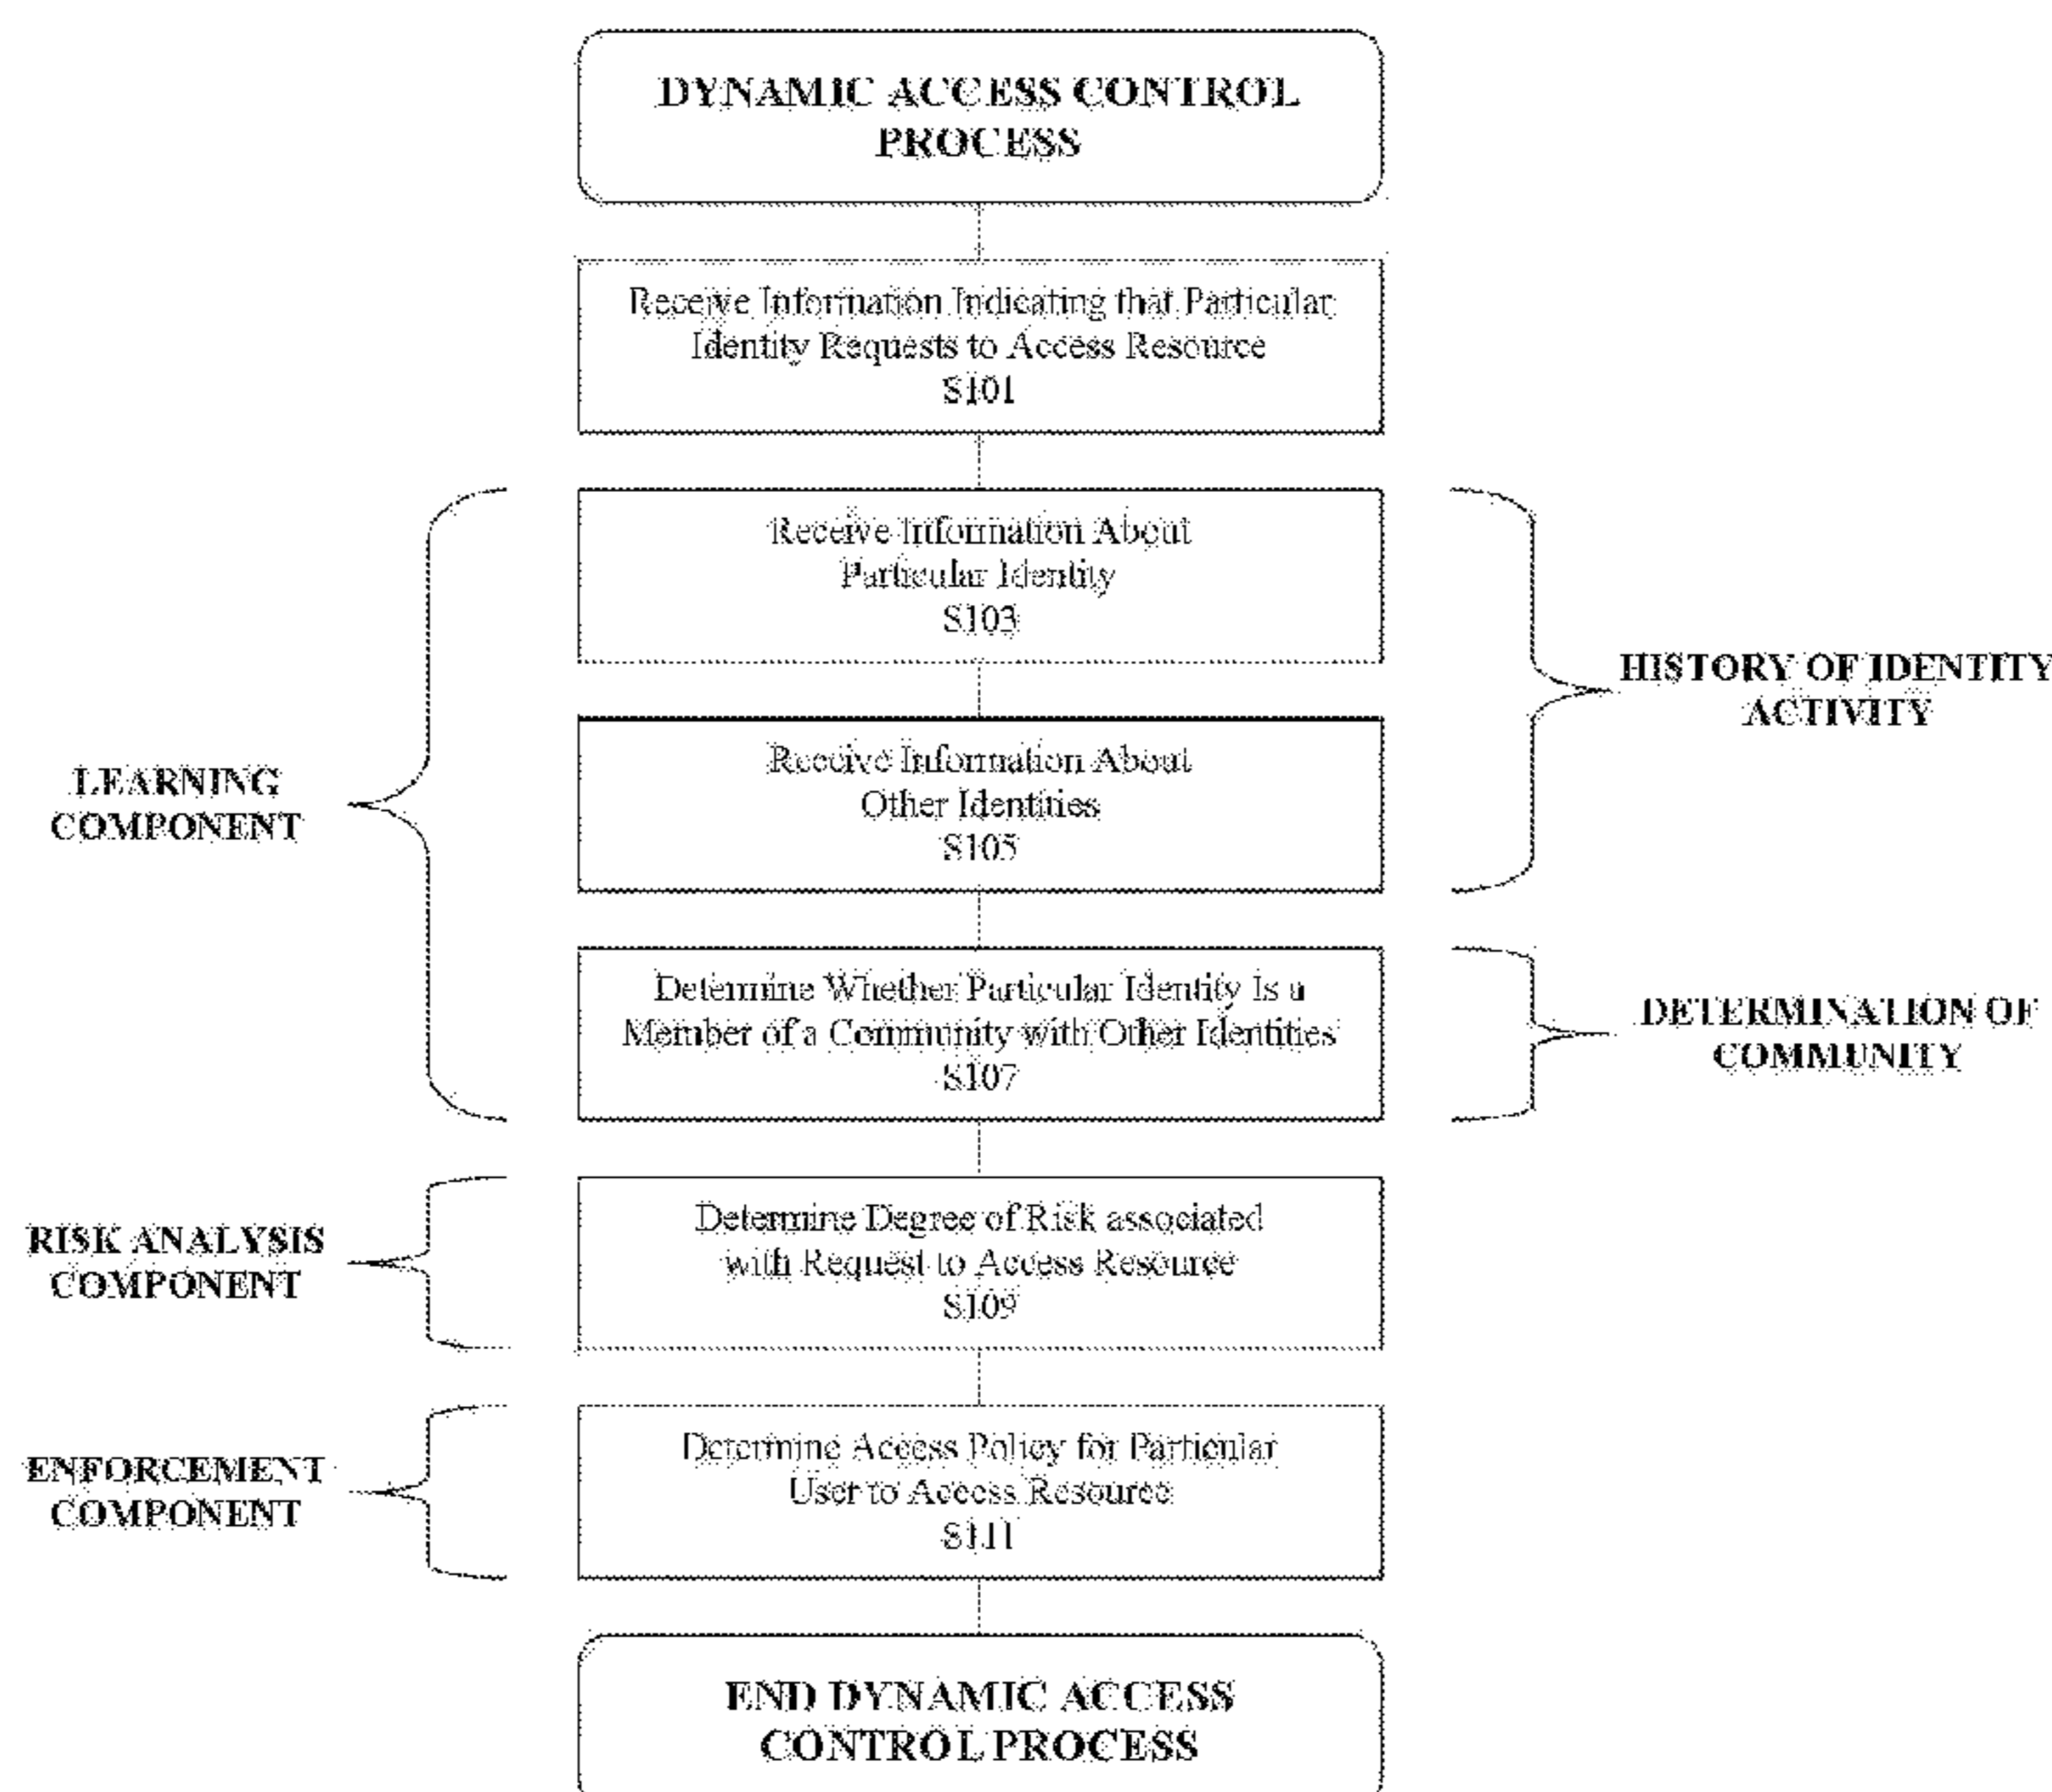 DYNAMIC ACCESS CONTROL
PROCESS
Receive Information Indicating that Particular
Identity Requests to Access Resource
S101
Receive Information About
Particular Identity
S103
HISTORY OF IDENTITY
ACTIVITY
Receive Information About
Other Identities
S105
LEARNING
COMPONENT
Determine Whether Particular Identity Is a
Member of a Community with Other Identities
S107
DETERMINATION OF
COMMUNITY
RISK ANALYSIS
COMPONENT
Determine Degree of Risk associated
with Request to Access Resource
S109
ENFORCEMENT
COMPONENT
Determine Access Policy for Particular
User to Access Resource
S111
END DYNAMIC ACCESS
CONTROL PROCESS